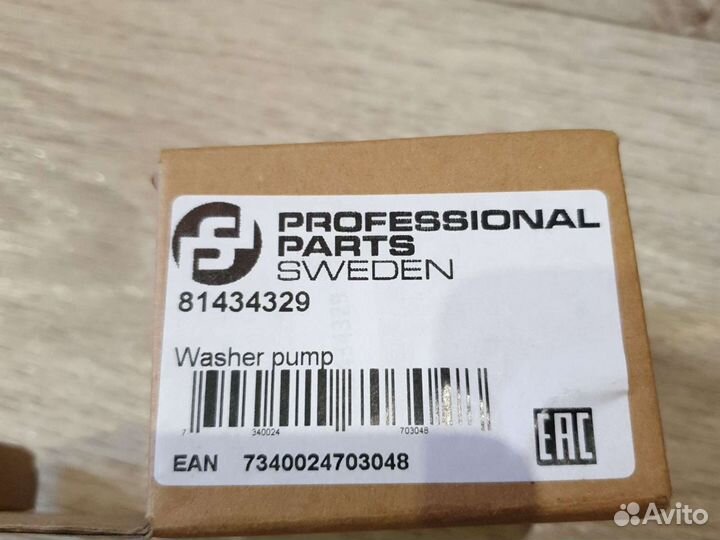 PROFESSIONAL
PARTS
SWEDEN
81434329
Washer pump
7 340024 703048
EAN 7340024703048
EAC
Avito